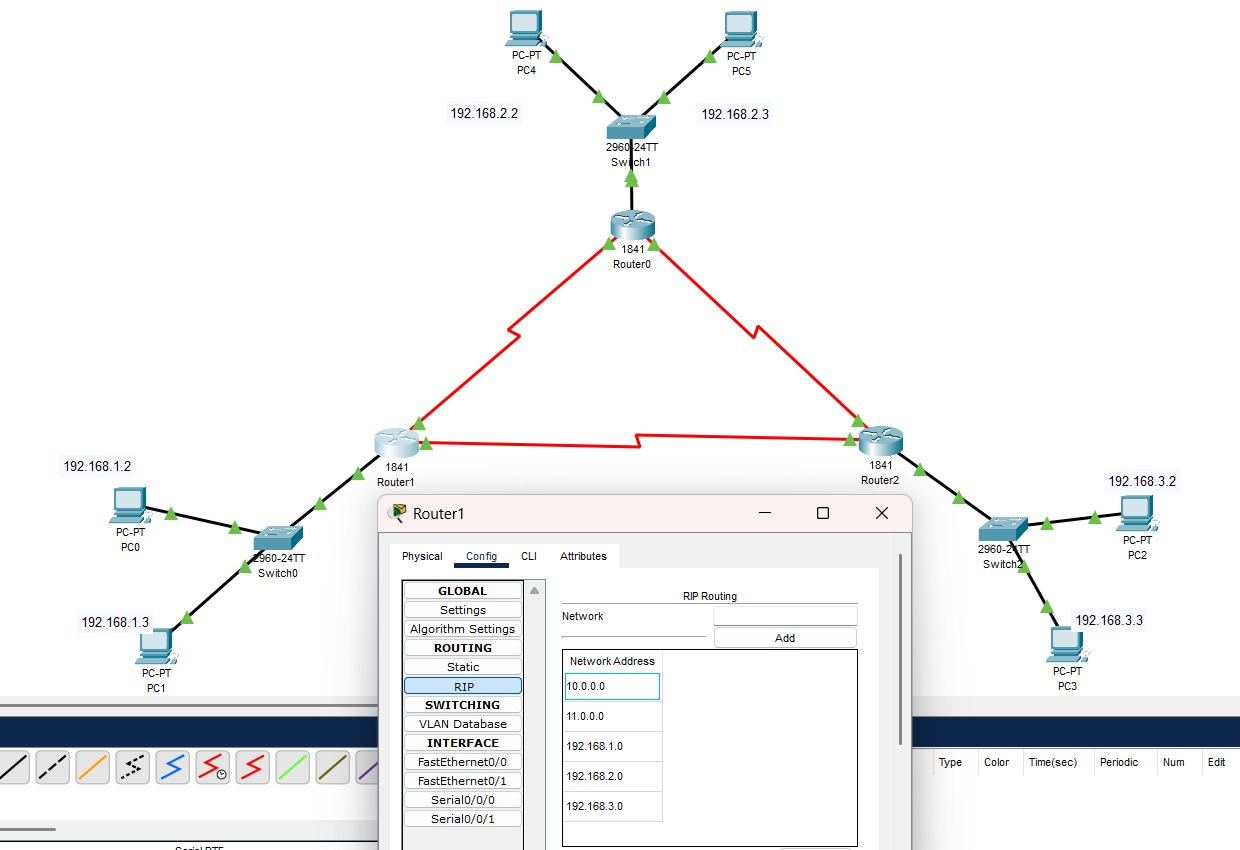 PC-PT
PC4
PC-PT
PC5
192.168.2.2
192.168.2.3
2960-24TT
Switch1
1841
Router0
1841
Router1
1841
Router2
192.168.1.2
PC-PT
PC0
2960-24TT
Switch0
192.168.1.3
PC-PT
PC1
192.168.3.2
PC-PT
PC2
2960-24TT
Switch2
192.168.3.3
PC-PT
PC3
Router1
Physical
Config
CLI
Attributes
GLOBAL
Settings
Algorithm Settings
ROUTING
Static
RIP
SWITCHING
VLAN Database
INTERFACE
FastEthernet0/0
FastEthernet0/1
Serial0/0/0
Serial0/0/1
RIP Routing
Network
Add
Network Address
10.0.0.0
11.0.0.0
192.168.1.0
192.168.2.0
192.168.3.0
Type
Color
Time(sec)
Periodic
Num
Edit